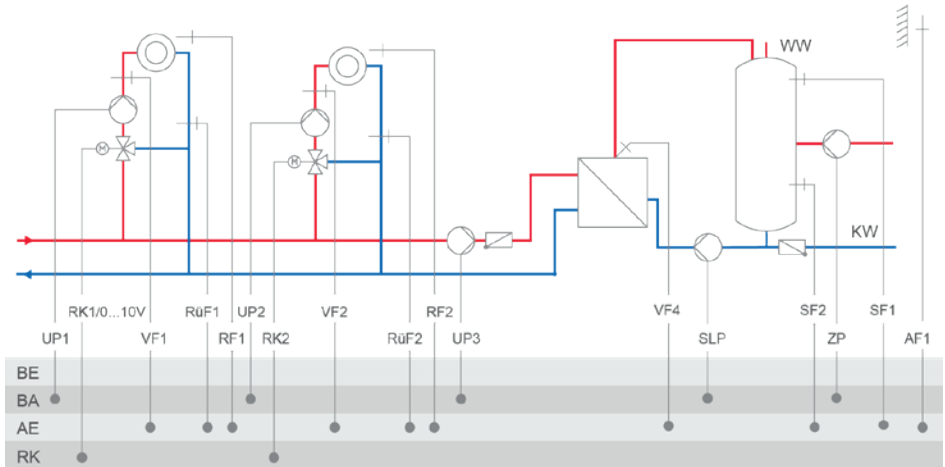 WW
M
M
KW
RK1/0...10V RüF1 UP2 VF2 RF2 VF4 SF2 SF1
UP1 VF1 RF1 RK2 RüF2 UP3 SLP ZP AF1
BE
BA
AE
RK